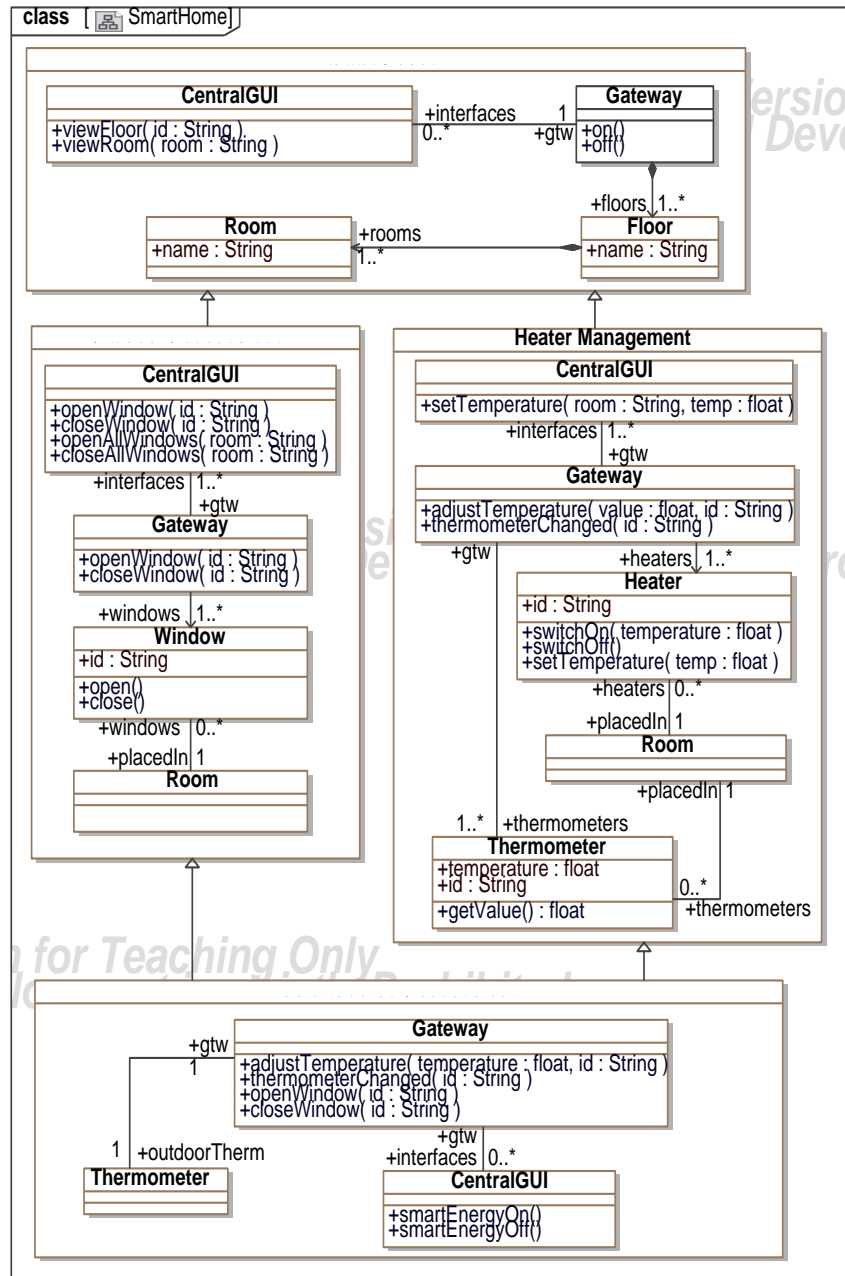 class [ SmartHome]
CentralGUI
+viewFloor( id : String )
+viewRoom( room : String )
+interfaces
0..*
1
+gtw
Gateway
+on()
+off()
+floors 1..*
Room
+name : String
+rooms
1..*
Floor
+name : String
CentralGUI
+openWindow( id : String )
+closeWindow( id : String )
+openAllWindows( room : String )
+closeAllWindows( room : String )
+interfaces 1..*
+gtw
Gateway
+openWindow( id : String )
+closeWindow( id : String )
+windows 1..*
Window
+id : String
+open()
+close()
+windows 0..*
+placedIn 1
Room
Heater Management
CentralGUI
+setTemperature( room : String, temp : float )
+interfaces 1..*
+gtw
Gateway
+adjustTemperature( value : float, id : String )
+thermometerChanged( id : String )
+gtw
+heaters 1..*
Heater
+id : String
+switchOn( temperature : float )
+switchOff()
+setTemperature( temp : float )
+heaters 0..*
+placedIn 1
Room
+placedIn 1
1..* +thermometers
Thermometer
+temperature : float
+id : String
+getValue() : float
0..*
+thermometers
n for Teaching Only
Gateway
+adjustTemperature( temperature : float, id : String )
+thermometerChanged( id : String )
+openWindow( id : String )
+closeWindow( id : String )
+gtw
1
1 +outdoorTherm
Thermometer
+gtw
+interfaces 0..*
CentralGUI
+smartEnergyOn()
+smartEnergyOff()